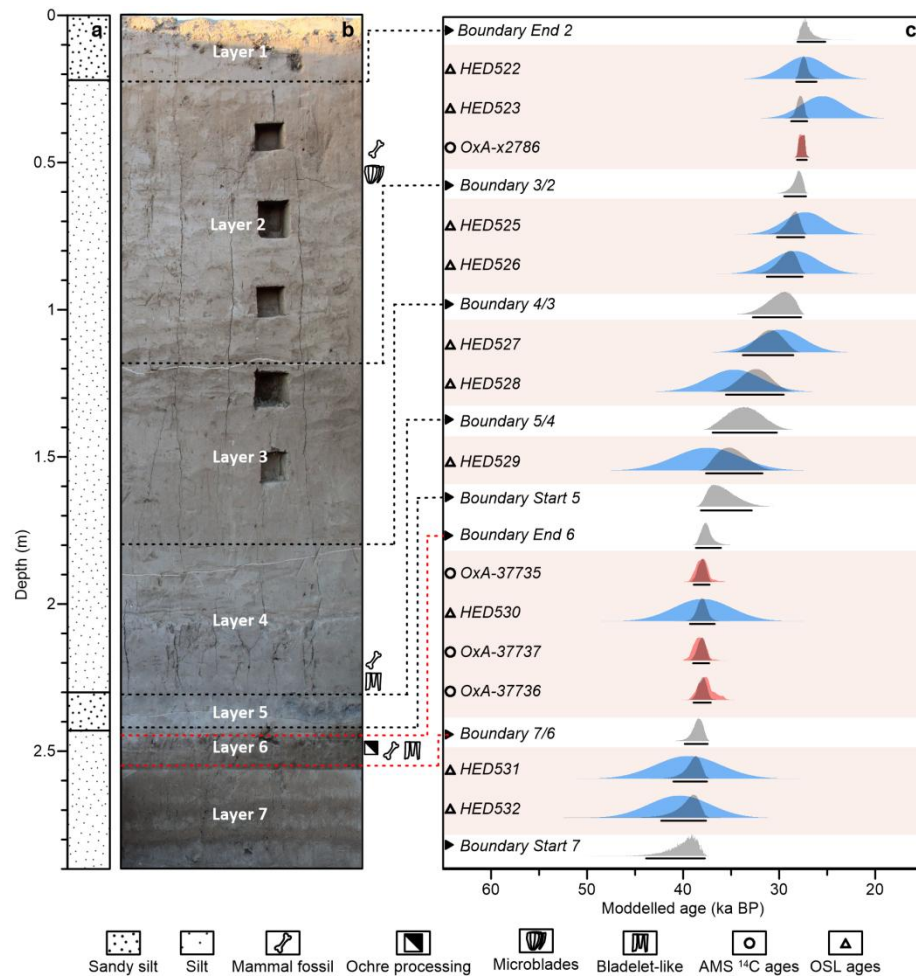 a
b
c
0
0.5
1
1.5
2
2.5
Depth (m)
Layer 1
Layer 2
Layer 3
Layer 4
Layer 5
Layer 6
Layer 7
Boundary End 2
HED522
HED523
OxA-x2786
Boundary 3/2
HED525
HED526
Boundary 4/3
HED527
HED528
Boundary 5/4
HED529
Boundary Start 5
Boundary End 6
OxA-37735
HED530
OxA-37737
OxA-37736
Boundary 7/6
HED531
HED532
Boundary Start 7
60 50 40 30 20
Moddelled age (ka BP)
Sandy silt Silt Mammal fossil Ochre processing Microblades Bladelet-like AMS ¹⁴C ages OSL ages